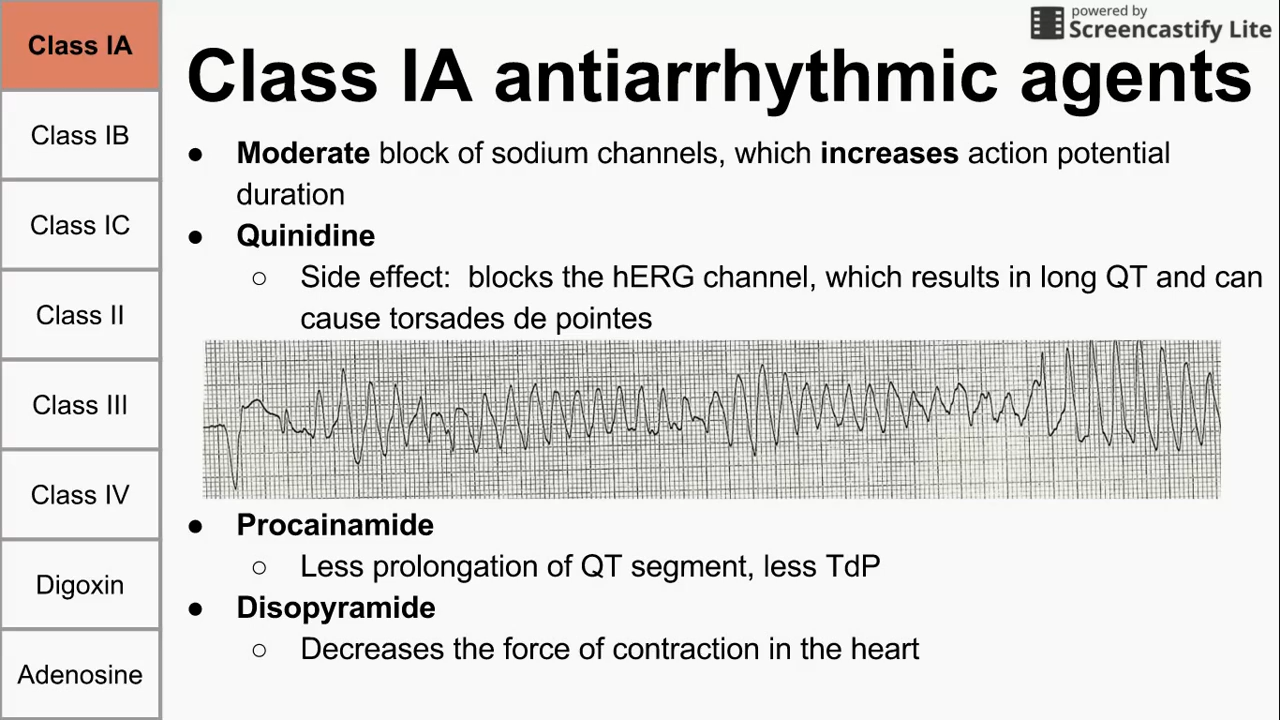 powered by
Screencastify Lite
Class IA
Class IB
Class IC
Class II
Class III
Class IV
Digoxin
Adenosine
Class IA antiarrhythmic agents
● Moderate block of sodium channels, which increases action potential
duration
● Quinidine
○ Side effect:  blocks the hERG channel, which results in long QT and can
cause torsades de pointes
● Procainamide
○ Less prolongation of QT segment, less TdP
● Disopyramide
○ Decreases the force of contraction in the heart